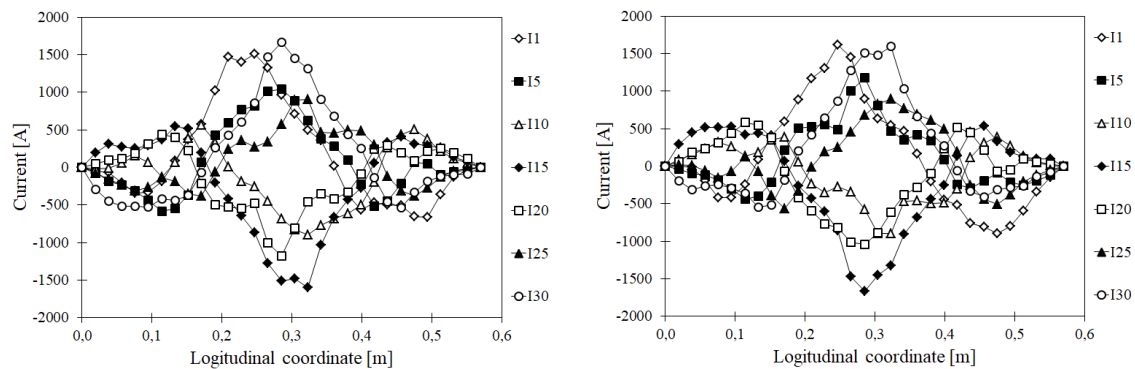 2000
1500
1000
500
0
-500
-1000
-1500
-2000
Current [A]
0,0 0,1 0,2 0,3 0,4 0,5 0,6
Logitudinal coordinate [m]
I1
I5
I10
I15
I20
I25
I30
2000
1500
1000
500
0
-500
-1000
-1500
-2000
Current [A]
0,0 0,1 0,2 0,3 0,4 0,5 0,6
Logitudinal coordinate [m]
I1
I5
I10
I15
I20
I25
I30